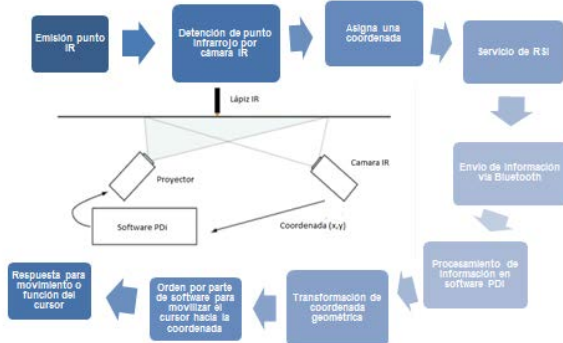 Emisión punto
IR
Detención de punto
infrarrojo por
cámara IR
Asigna una
coordenada
Servicio de RSI
Lápiz IR
Proyector
Camara IR
Software PDi
Coordenada (x,y)
Envío de información
vía Bluetooth
Procesamiento de
información en
software PDI
Transformación de
coordenada
geométrica
Orden por parte
de software para
movilizar el
cursor hacia la
coordenada
Respuesta para
movimiento o
función del
cursor